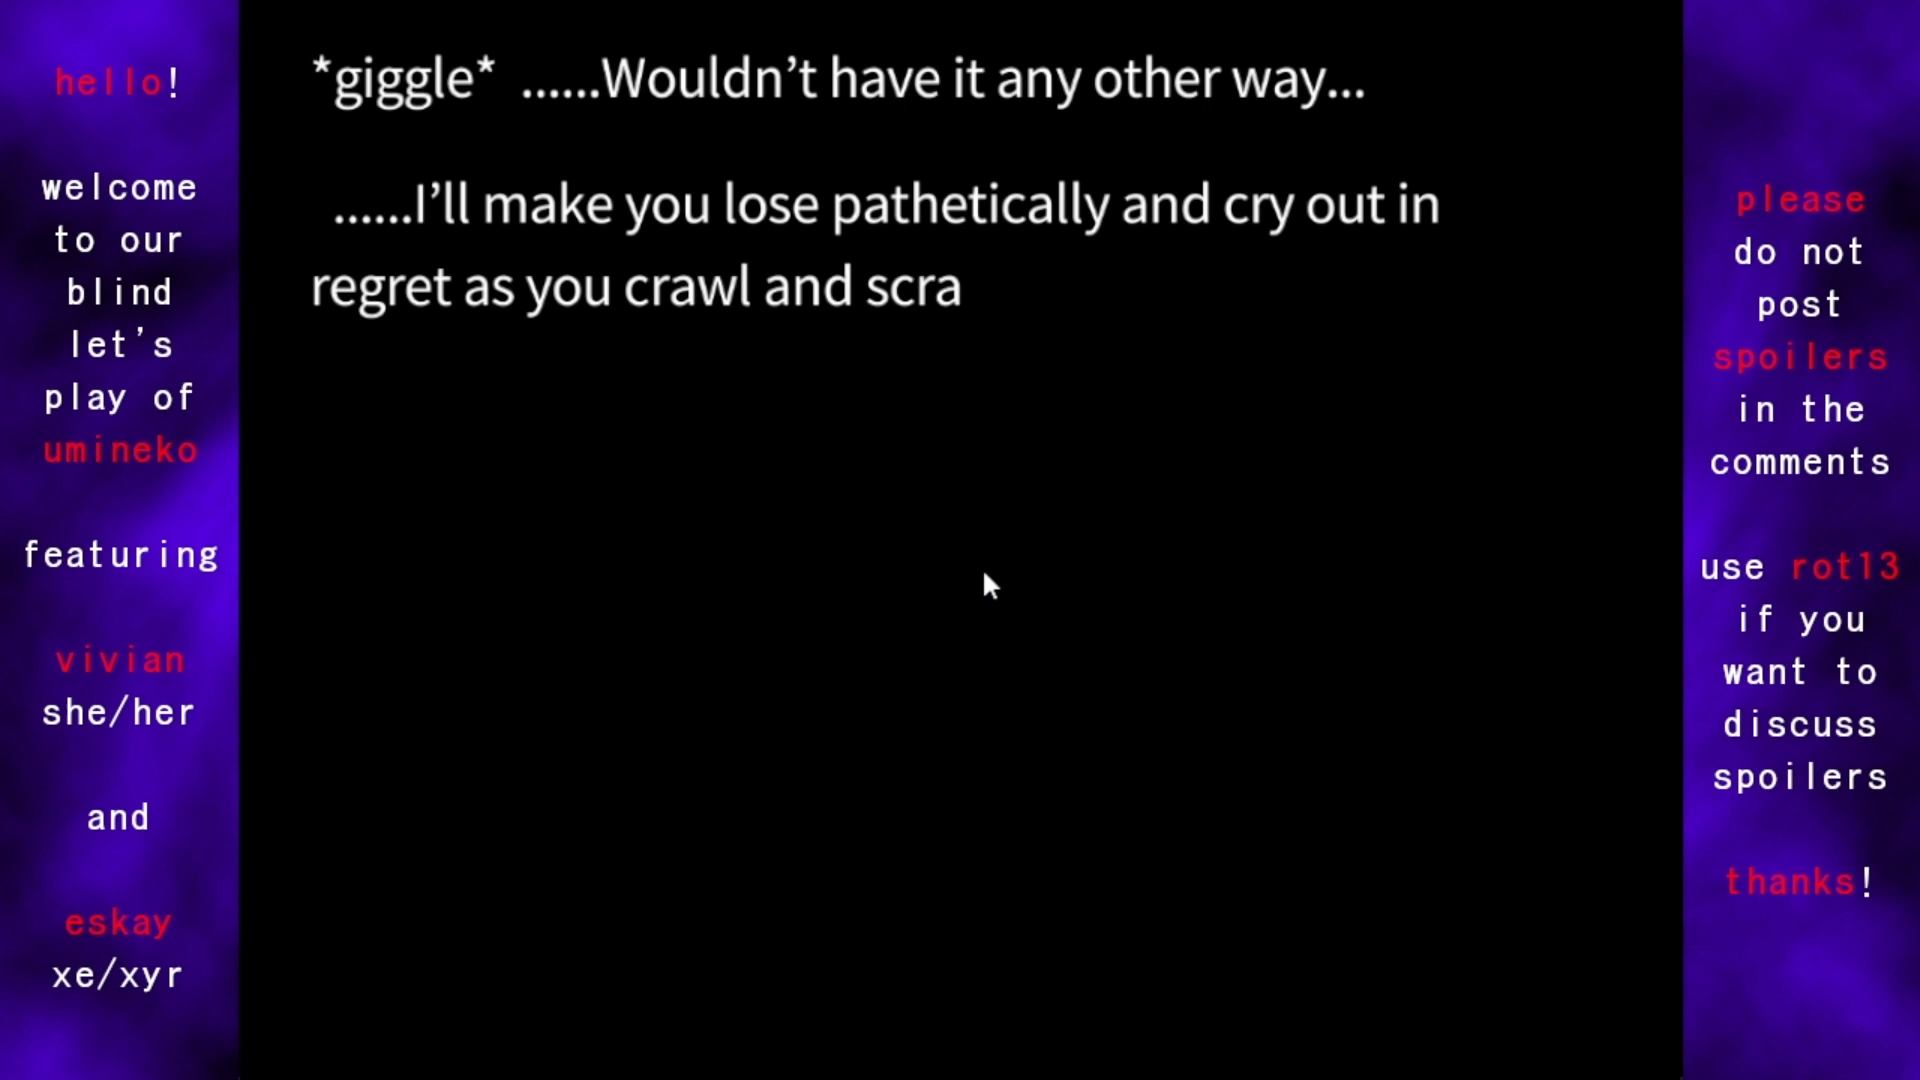 hello!
welcome
to our
blind
let's
play of
umineko
featuring
vivian
she/her
and
eskay
xe/xyr
*giggle*  ......Wouldn’t have it any other way...
......I’ll make you lose pathetically and cry out in
regret as you crawl and scra
please
do not
post
spoilers
in the
comments
use rot13
if you
want to
discuss
spoilers
thanks!